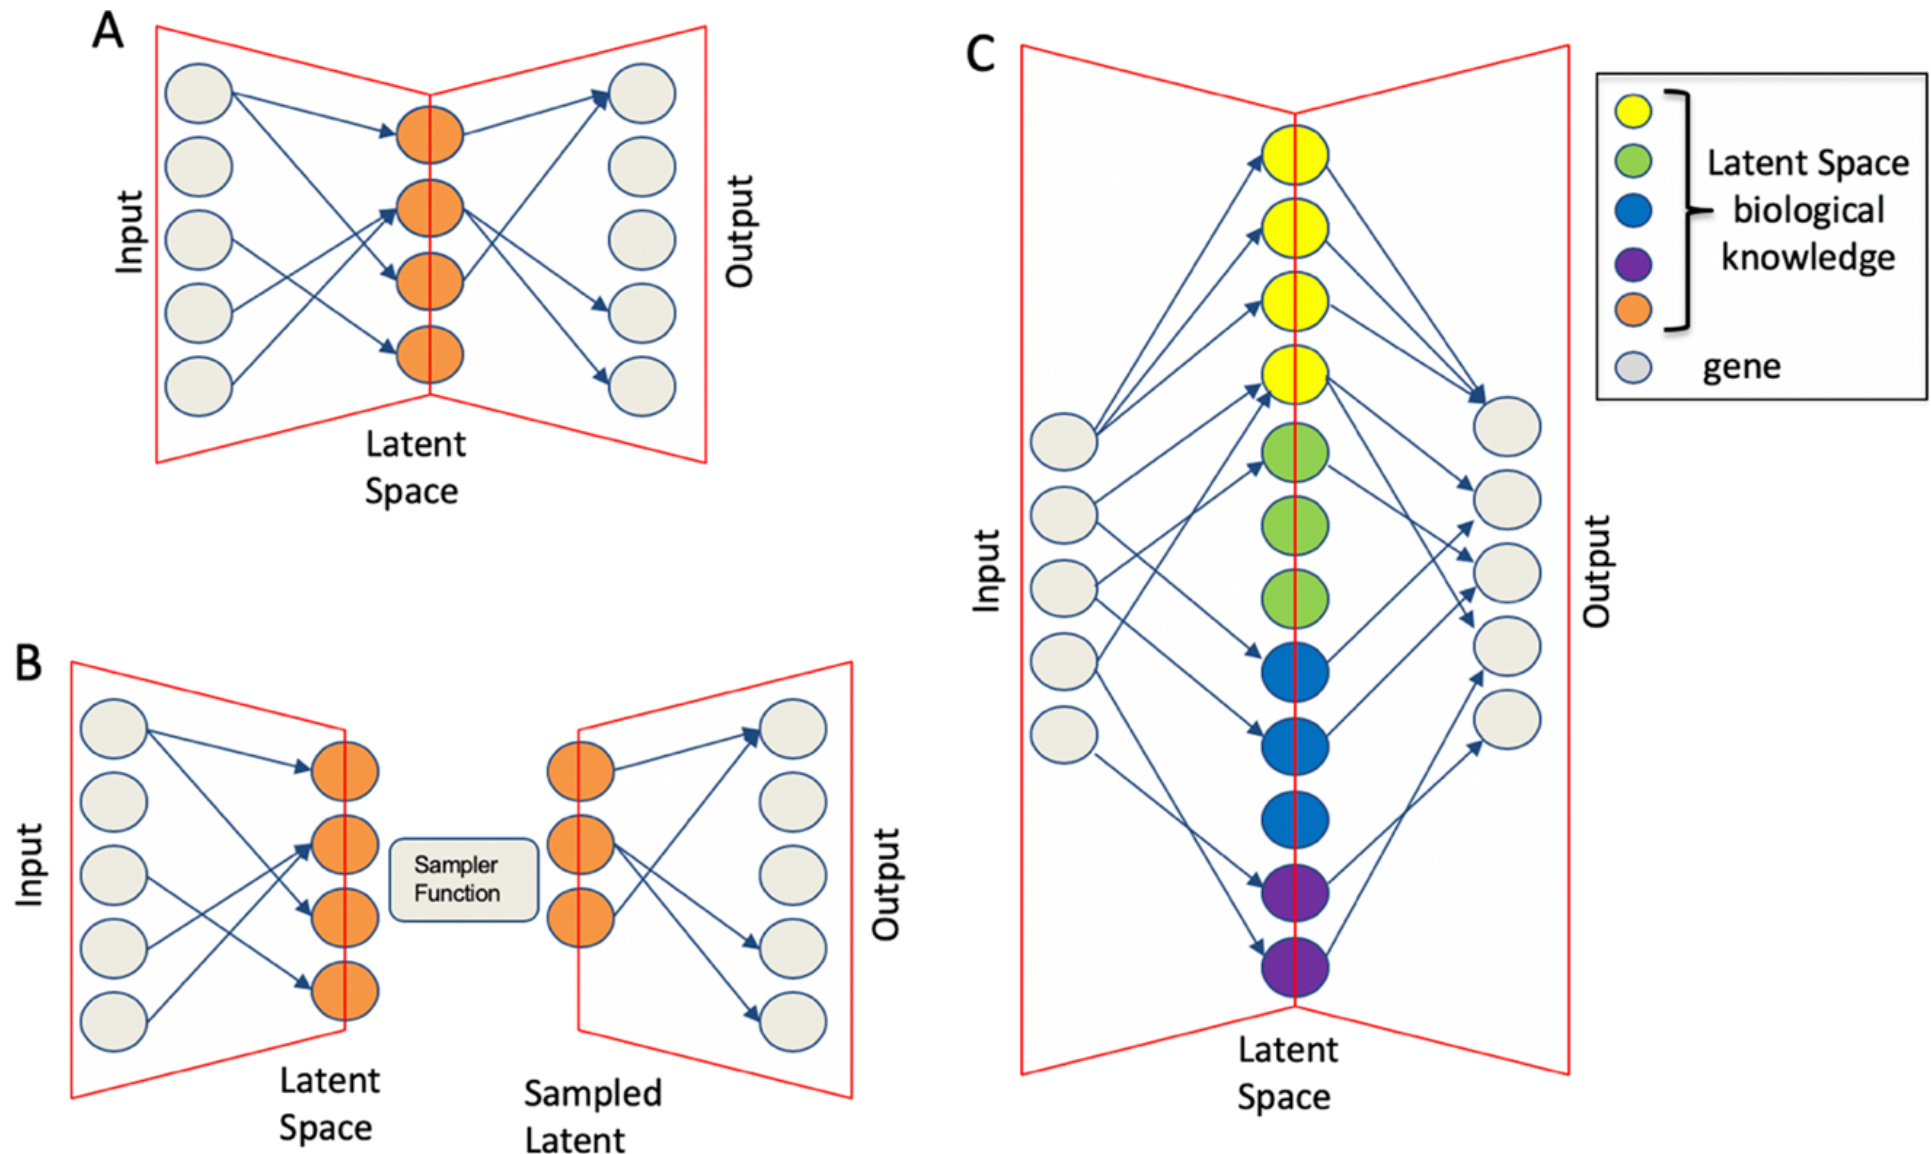 A
Input
Output
Latent
Space
B
Input
Sampler
Function
Output
Latent
Space
Sampled
Latent
C
Input
Output
Latent
Space
Latent Space
biological
knowledge
gene